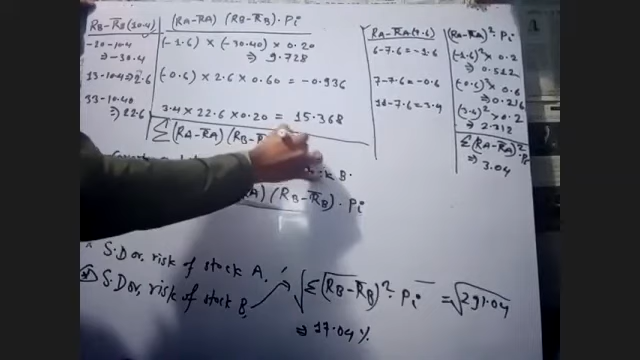 RB-R̅B(10.4) (RA-R̅A) (RB-R̅B)·Pi
-20-10.4 ⇒ -30.4 (-1.6) × (-30.40) × 0.20 ⇒ 9.728
13-10.4 ⇒ 2.6 (-0.6) × 2.6 × 0.60 = -0.936
33-10.40 ⇒ 22.6 3.4 × 22.6 × 0.20 = 15.368
Σ(RA-R̅A)(RB-
RA-R̅A(7.6) (RA-R̅A)²Pi
6-7.6=-1.6 (-1.6)² × 0.2 ⇒ 0.512
7-7.6=-0.6 (-0.6)² × 0.6 ⇒ 0.216
11-7.6=3.4 (3.4)² × 0.2 ⇒ 2.312
Σ(RA-R̅A)²·Pi ⇒ 3.04
k B.
A) (RB-R̅B)·Pi
S.D or risk of stock A.
S.D or risk of stock B. √Σ(RB-R̅B)²·Pi = √291.04
⇒ 17.04 %